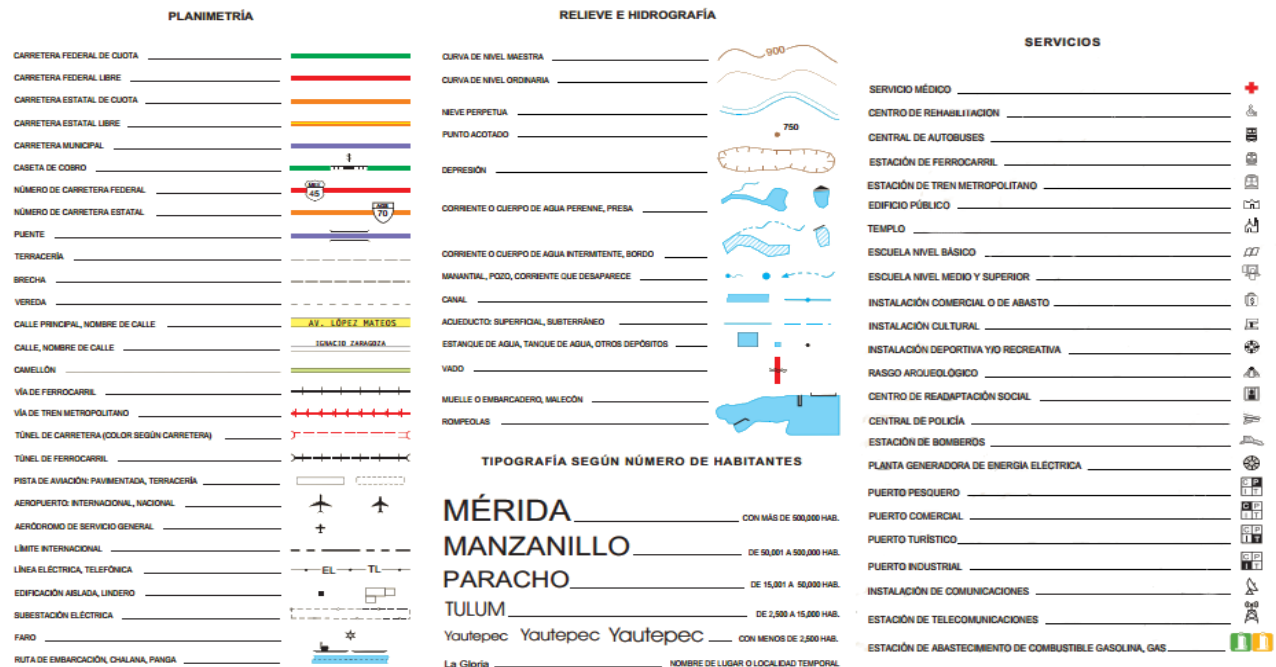 PLANIMETRÍA
CARRETERA FEDERAL DE CUOTA
CARRETERA FEDERAL LIBRE
CARRETERA ESTATAL DE CUOTA
CARRETERA ESTATAL LIBRE
CARRETERA MUNICIPAL
CASETA DE COBRO $
NÚMERO DE CARRETERA FEDERAL MEX 45
NÚMERO DE CARRETERA ESTATAL 70
PUENTE
TERRACERÍA
BRECHA
VEREDA
CALLE PRINCIPAL, NOMBRE DE CALLE AV. LÓPEZ MATEOS
CALLE, NOMBRE DE CALLE IGNACIO ZARAGOZA
CAMELLÓN
VÍA DE FERROCARRIL
VÍA DE TREN METROPOLITANO
TÚNEL DE CARRETERA (COLOR SEGÚN CARRETERA)
TÚNEL DE FERROCARRIL
PISTA DE AVIACIÓN: PAVIMENTADA, TERRACERÍA
AEROPUERTO: INTERNACIONAL, NACIONAL
AERÓDROMO DE SERVICIO GENERAL
LÍMITE INTERNACIONAL
LÍNEA ELÉCTRICA, TELEFÓNICA EL TL
EDIFICACIÓN AISLADA, LINDERO
SUBESTACIÓN ELÉCTRICA
FARO
RUTA DE EMBARCACIÓN, CHALANA, PANGA
RELIEVE E HIDROGRAFÍA
CURVA DE NIVEL MAESTRA 900
CURVA DE NIVEL ORDINARIA
NIEVE PERPETUA
PUNTO ACOTADO 750
DEPRESIÓN
CORRIENTE O CUERPO DE AGUA PERENNE, PRESA
CORRIENTE O CUERPO DE AGUA INTERMITENTE, BORDO
MANANTIAL, POZO, CORRIENTE QUE DESAPARECE
CANAL
ACUEDUCTO: SUPERFICIAL, SUBTERRÁNEO
ESTANQUE DE AGUA, TANQUE DE AGUA, OTROS DEPÓSITOS
VADO
MUELLE O EMBARCADERO, MALECÓN
ROMPEOLAS
TIPOGRAFÍA SEGÚN NÚMERO DE HABITANTES
MÉRIDA CON MÁS DE 500,000 HAB.
MANZANILLO DE 50,001 A 500,000 HAB.
PARACHO DE 15,001 A 50,000 HAB.
TULUM DE 2,500 A 15,000 HAB.
Yautepec Yautepec Yautepec CON MENOS DE 2,500 HAB.
La Gloria NOMBRE DE LUGAR O LOCALIDAD TEMPORAL
SERVICIOS
SERVICIO MÉDICO
CENTRO DE REHABILITACION
CENTRAL DE AUTOBUSES
ESTACIÓN DE FERROCARRIL
ESTACIÓN DE TREN METROPOLITANO
EDIFICIO PÚBLICO
TEMPLO
ESCUELA NIVEL BÁSICO
ESCUELA NIVEL MEDIO Y SUPERIOR
INSTALACIÓN COMERCIAL O DE ABASTO
INSTALACIÓN CULTURAL
INSTALACIÓN DEPORTIVA Y/O RECREATIVA
RASGO ARQUEOLÓGICO
CENTRO DE READAPTACIÓN SOCIAL
CENTRAL DE POLICÍA
ESTACIÓN DE BOMBEROS
PLANTA GENERADORA DE ENERGÍA ELÉCTRICA
PUERTO PESQUERO C P I T
PUERTO COMERCIAL C P I T
PUERTO TURÍSTICO C P I T
PUERTO INDUSTRIAL C P I T
INSTALACIÓN DE COMUNICACIONES
ESTACIÓN DE TELECOMUNICACIONES
ESTACIÓN DE ABASTECIMIENTO DE COMBUSTIBLE GASOLINA, GAS